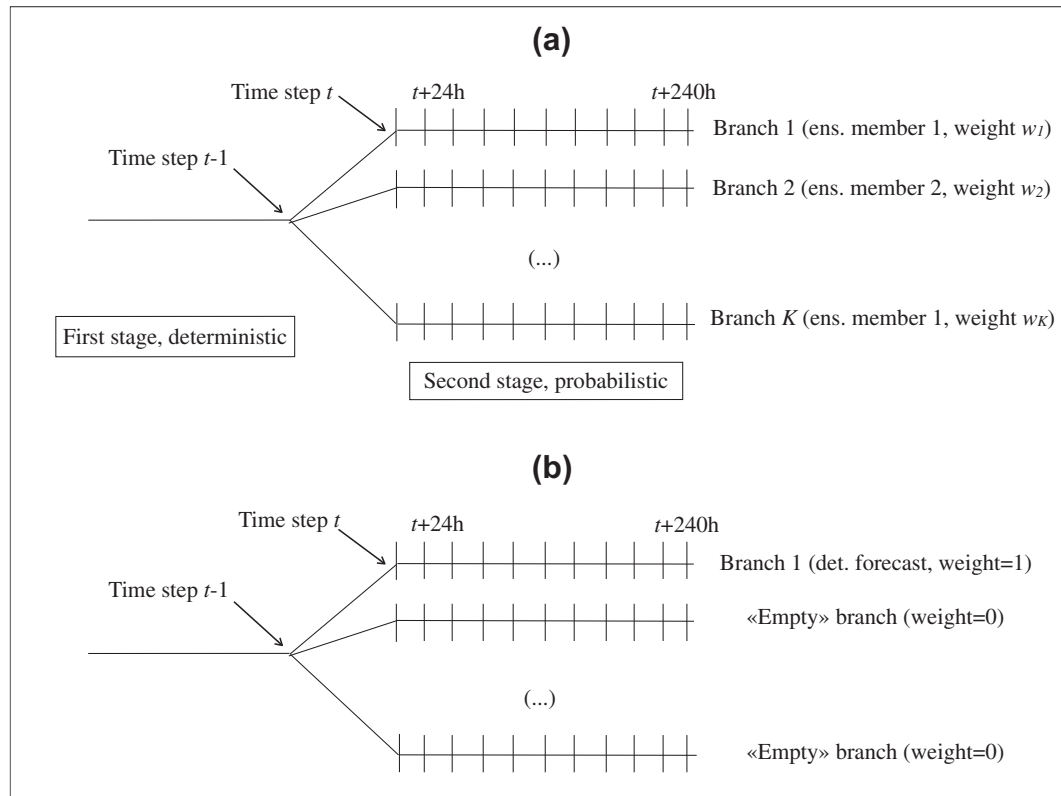 (a)
Time step t
t+24h
t+240h
Branch 1 (ens. member 1, weight w1)
Time step t-1
Branch 2 (ens. member 2, weight w2)
(...)
First stage, deterministic
Branch K (ens. member 1, weight wK)
Second stage, probabilistic
(b)
Time step t
t+24h
t+240h
Branch 1 (det. forecast, weight=1)
Time step t-1
«Empty» branch (weight=0)
(...)
«Empty» branch (weight=0)